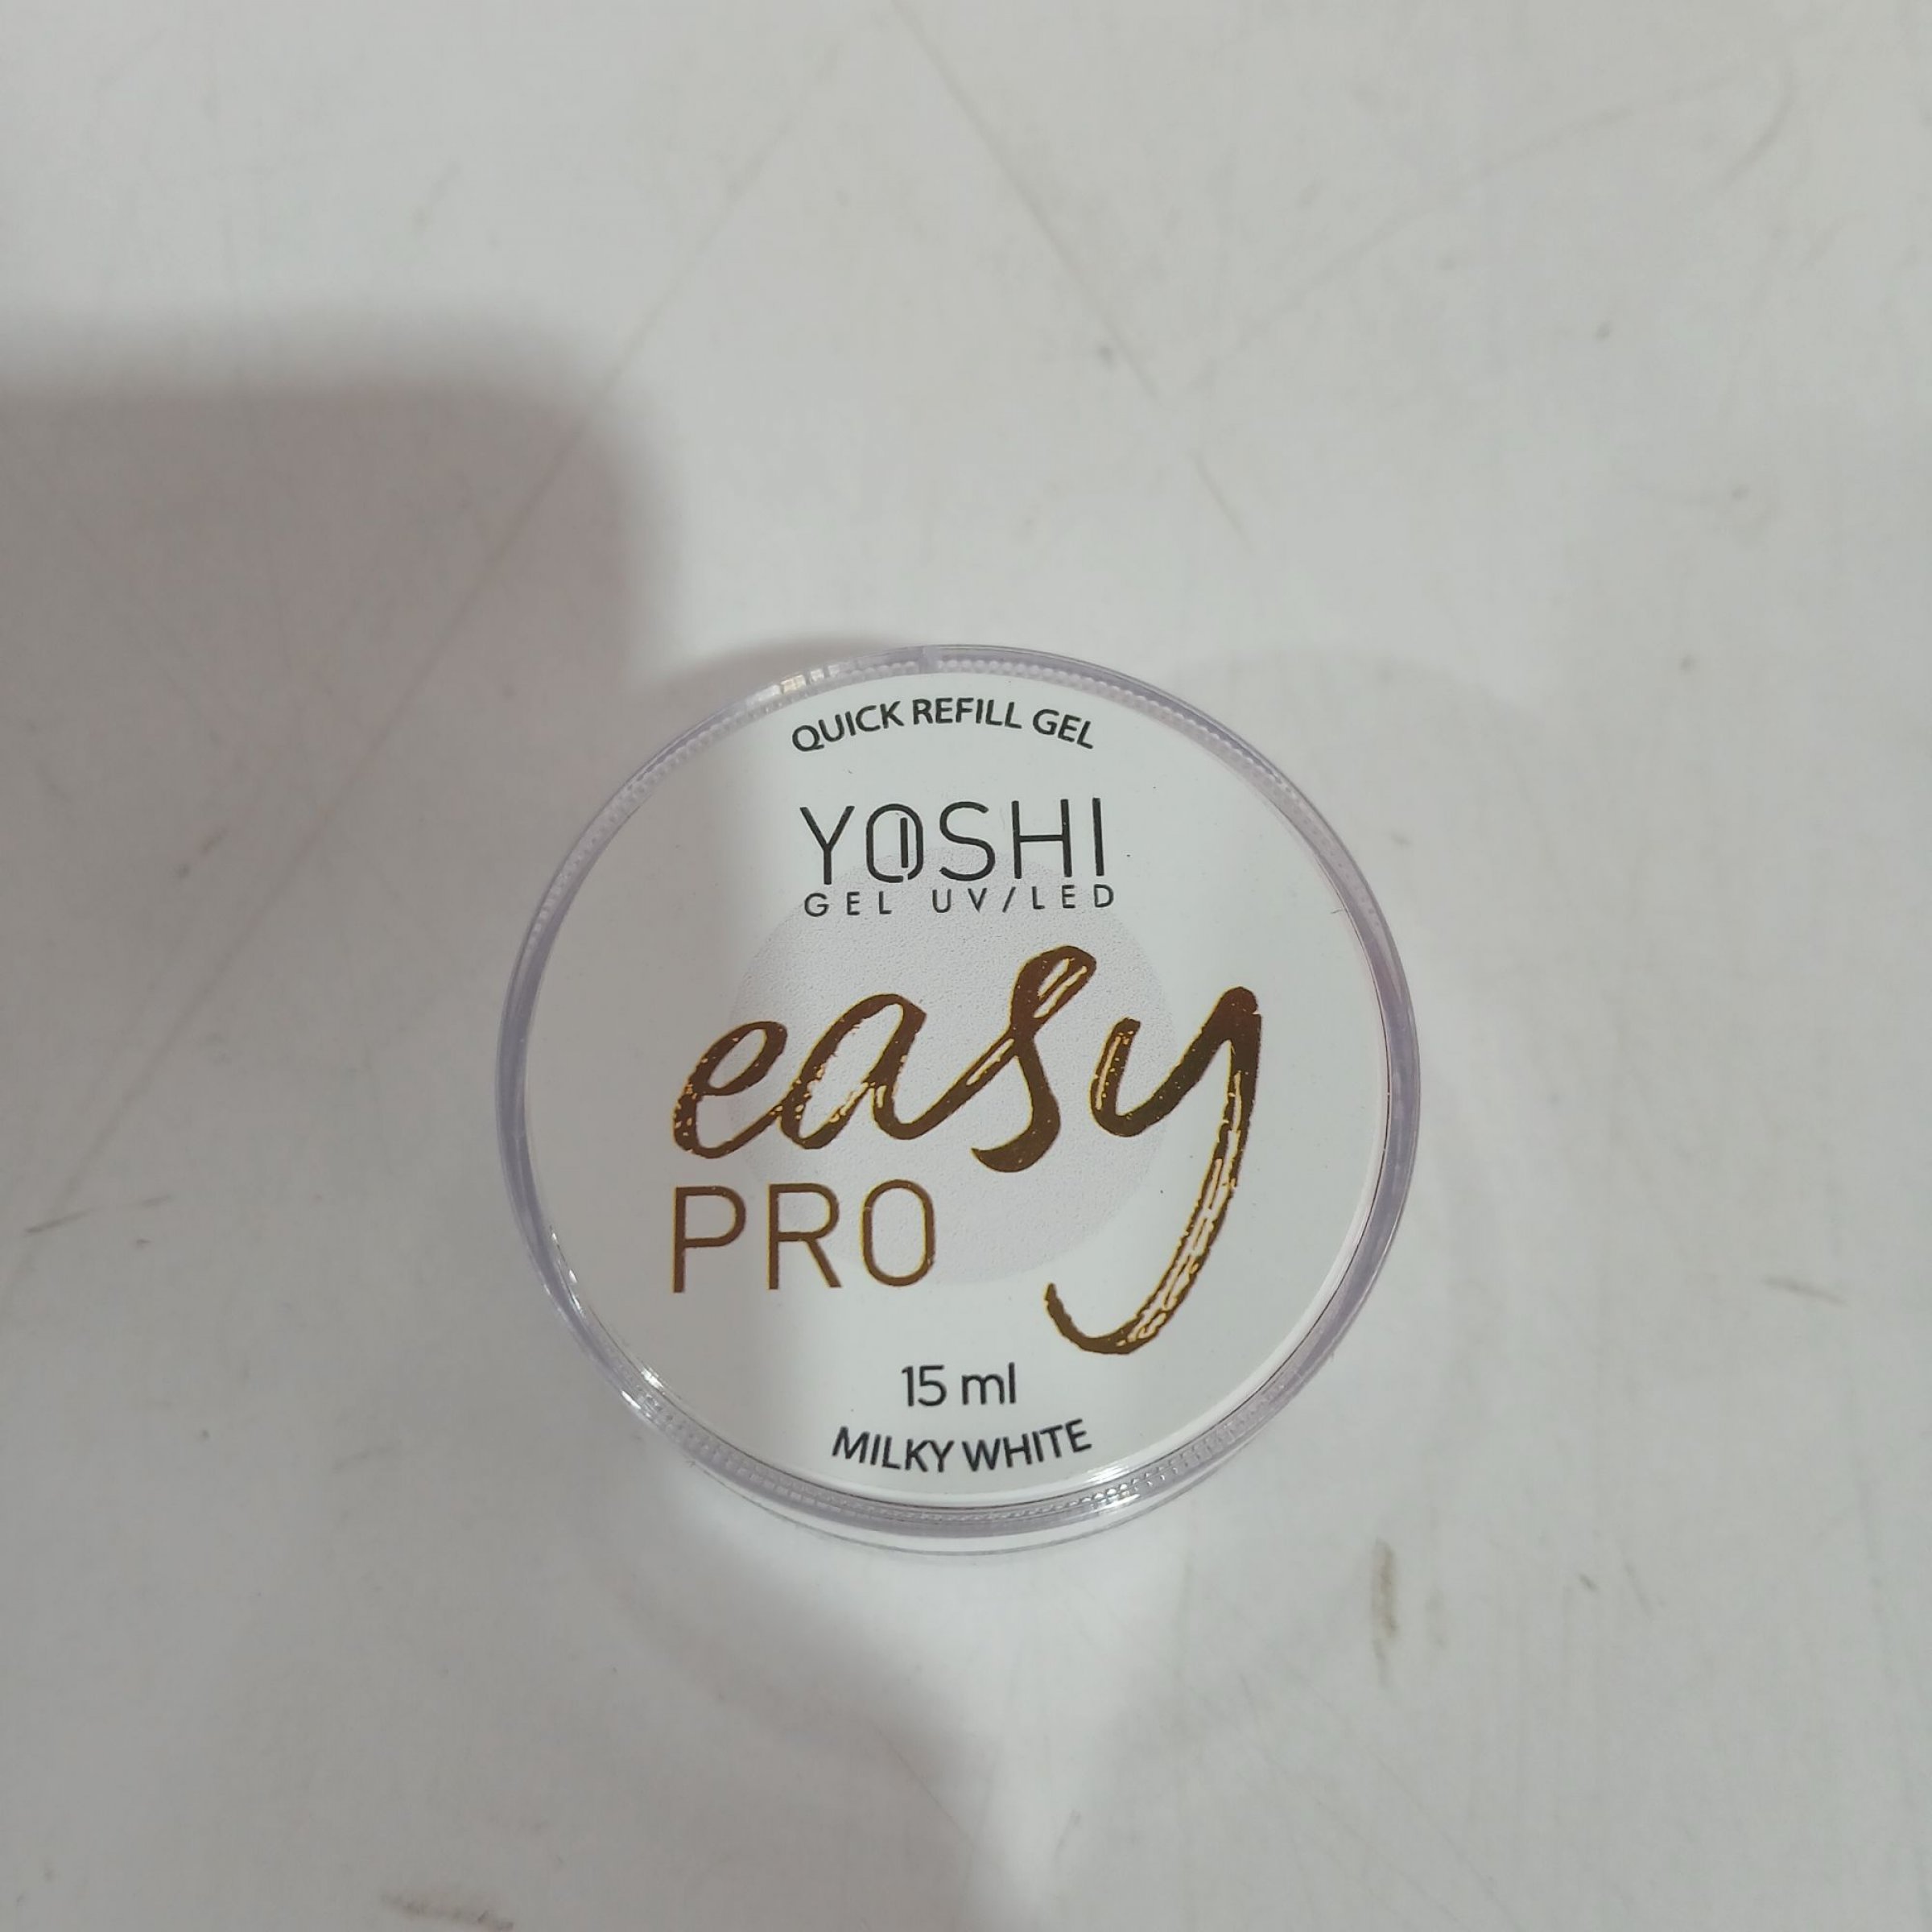 QUICK REFILL GEL
YOSHI
GEL UV/LED
easy
PRO
15 ml
MILKY WHITE